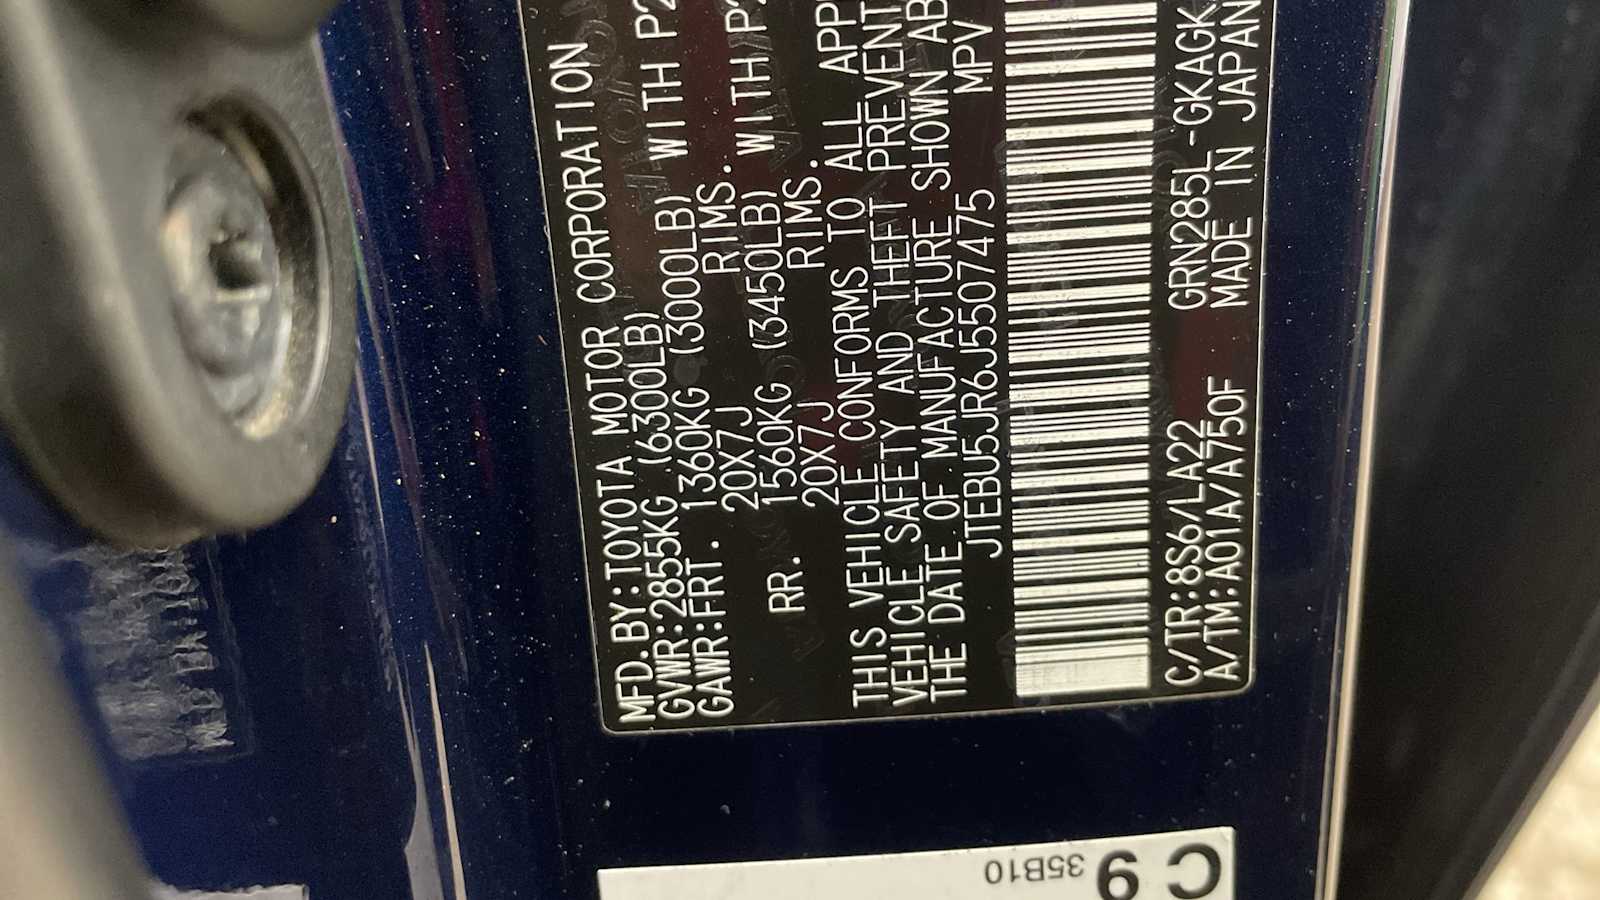 MFD.BY:TOYOTA MOTOR CORPORATION
GVWR:2855KG (6300LB)
GAWR:FRT. 1360KG (3000LB) WITH
20X7J RIMS.
RR. 1560KG (3450LB) WITH
20X7J RIMS.
THIS VEHICLE CONFORMS TO ALL
VEHICLE SAFETY AND THEFT PREVENT
THE DATE OF MANUFACTURE SHOWN
JTEBU5JR6J5507475 MPV
C/TR:8S6/LA22 GRN285L-GKAGK
A/TM:A01A/A750F MADE IN JAPAN
C 9 35B10